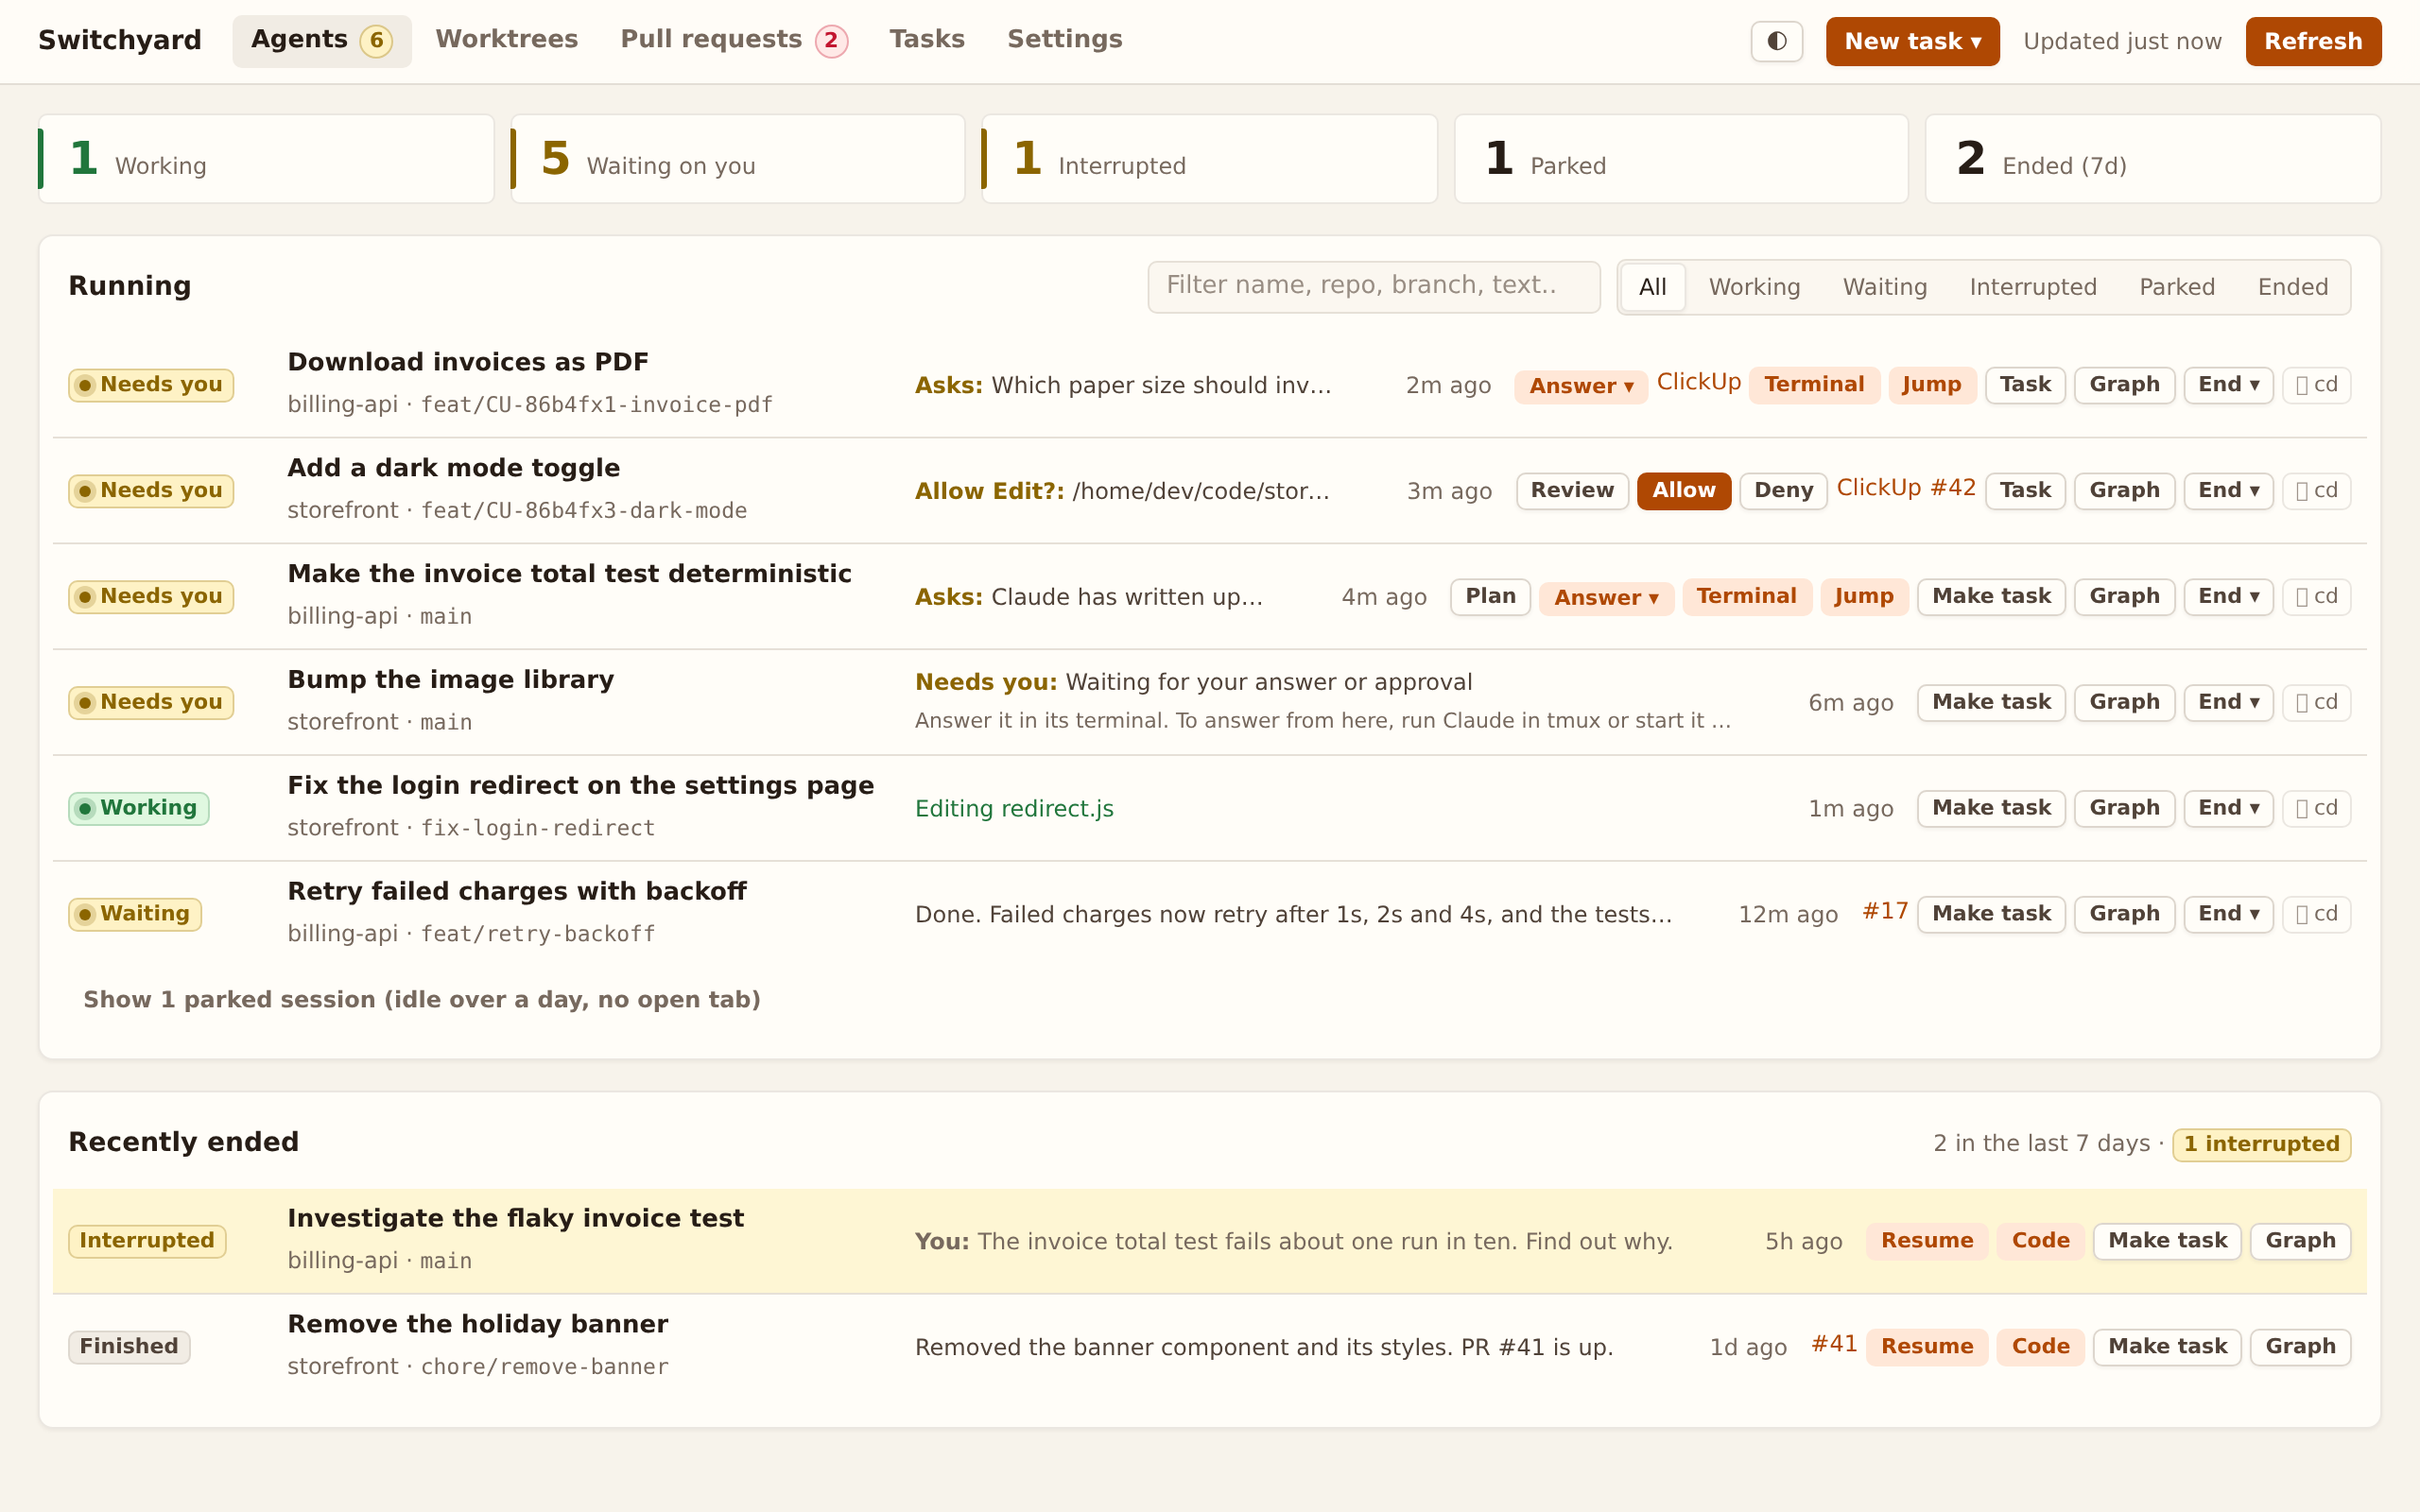 Switchyard Agents 6 Worktrees Pull requests 2 Tasks Settings New task ▾ Updated just now Refresh
1 Working 5 Waiting on you 1 Interrupted 1 Parked 2 Ended (7d)
Running Filter name, repo, branch, text.. All Working Waiting Interrupted Parked Ended
Download invoices as PDF
Needs you Asks: Which paper size should inv… 2m ago Answer ▾ ClickUp Terminal Jump Task Graph End ▾ cd
billing-api · feat/CU-86b4fx1-invoice-pdf
Add a dark mode toggle
Needs you Allow Edit?: /home/dev/code/stor… 3m ago Review Allow Deny ClickUp #42 Task Graph End ▾ cd
storefront · feat/CU-86b4fx3-dark-mode
Make the invoice total test deterministic
Needs you Asks: Claude has written up… 4m ago Plan Answer ▾ Terminal Jump Make task Graph End ▾ cd
billing-api · main
Bump the image library Needs you: Waiting for your answer or approval
Needs you 6m ago Make task Graph End ▾ cd
storefront · main Answer it in its terminal. To answer from here, run Claude in tmux or start it …
Fix the login redirect on the settings page
Working Editing redirect.js 1m ago Make task Graph End ▾ cd
storefront · fix-login-redirect
Retry failed charges with backoff
Waiting Done. Failed charges now retry after 1s, 2s and 4s, and the tests… 12m ago #17 Make task Graph End ▾ cd
billing-api · feat/retry-backoff
Show 1 parked session (idle over a day, no open tab)
Recently ended 2 in the last 7 days · 1 interrupted
Investigate the flaky invoice test
Interrupted You: The invoice total test fails about one run in ten. Find out why. 5h ago Resume Code Make task Graph
billing-api · main
Remove the holiday banner
Finished Removed the banner component and its styles. PR #41 is up. 1d ago #41 Resume Code Make task Graph
storefront · chore/remove-banner